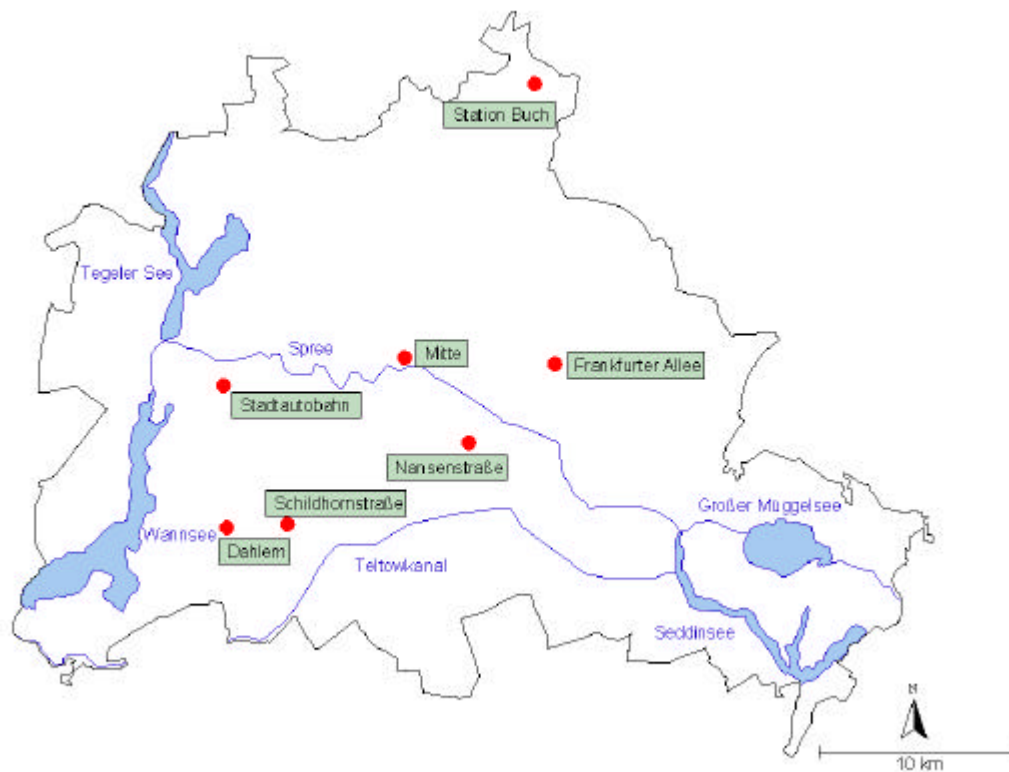 Station Buch
Tegeler See
Spree
Mitte
Frankfurter Allee
Stadtautobahn
Nansenstraße
Schildhornstraße
Großer Müggelsee
Wannsee
Dahlem
Teltowkanal
Seddinsee
N
10 km